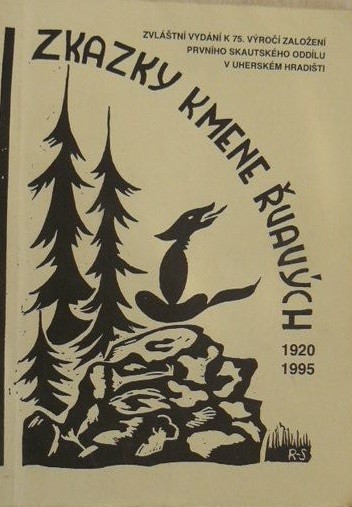 ZVLÁŠTNÍ VYDÁNÍ K 75. VÝROČÍ ZALOŽENÍ
PRVNÍHO SKAUTSKÉHO ODDÍLU
V UHERSKÉM HRADIŠTI
ZKAZKY KMENE ŘVAVÝCH
1920
1995
R-S